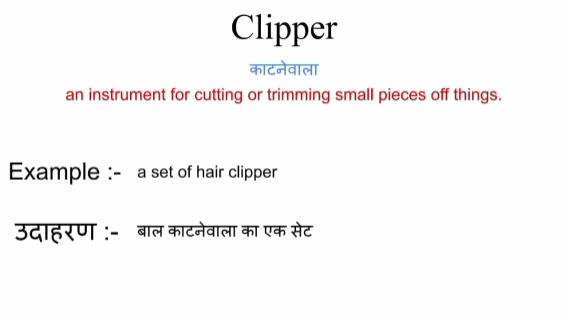 Clipper
काटनेवाला
an instrument for cutting or trimming small pieces off things.
Example :- a set of hair clipper
उदाहरण :- बाल काटनेवाला का एक सेट